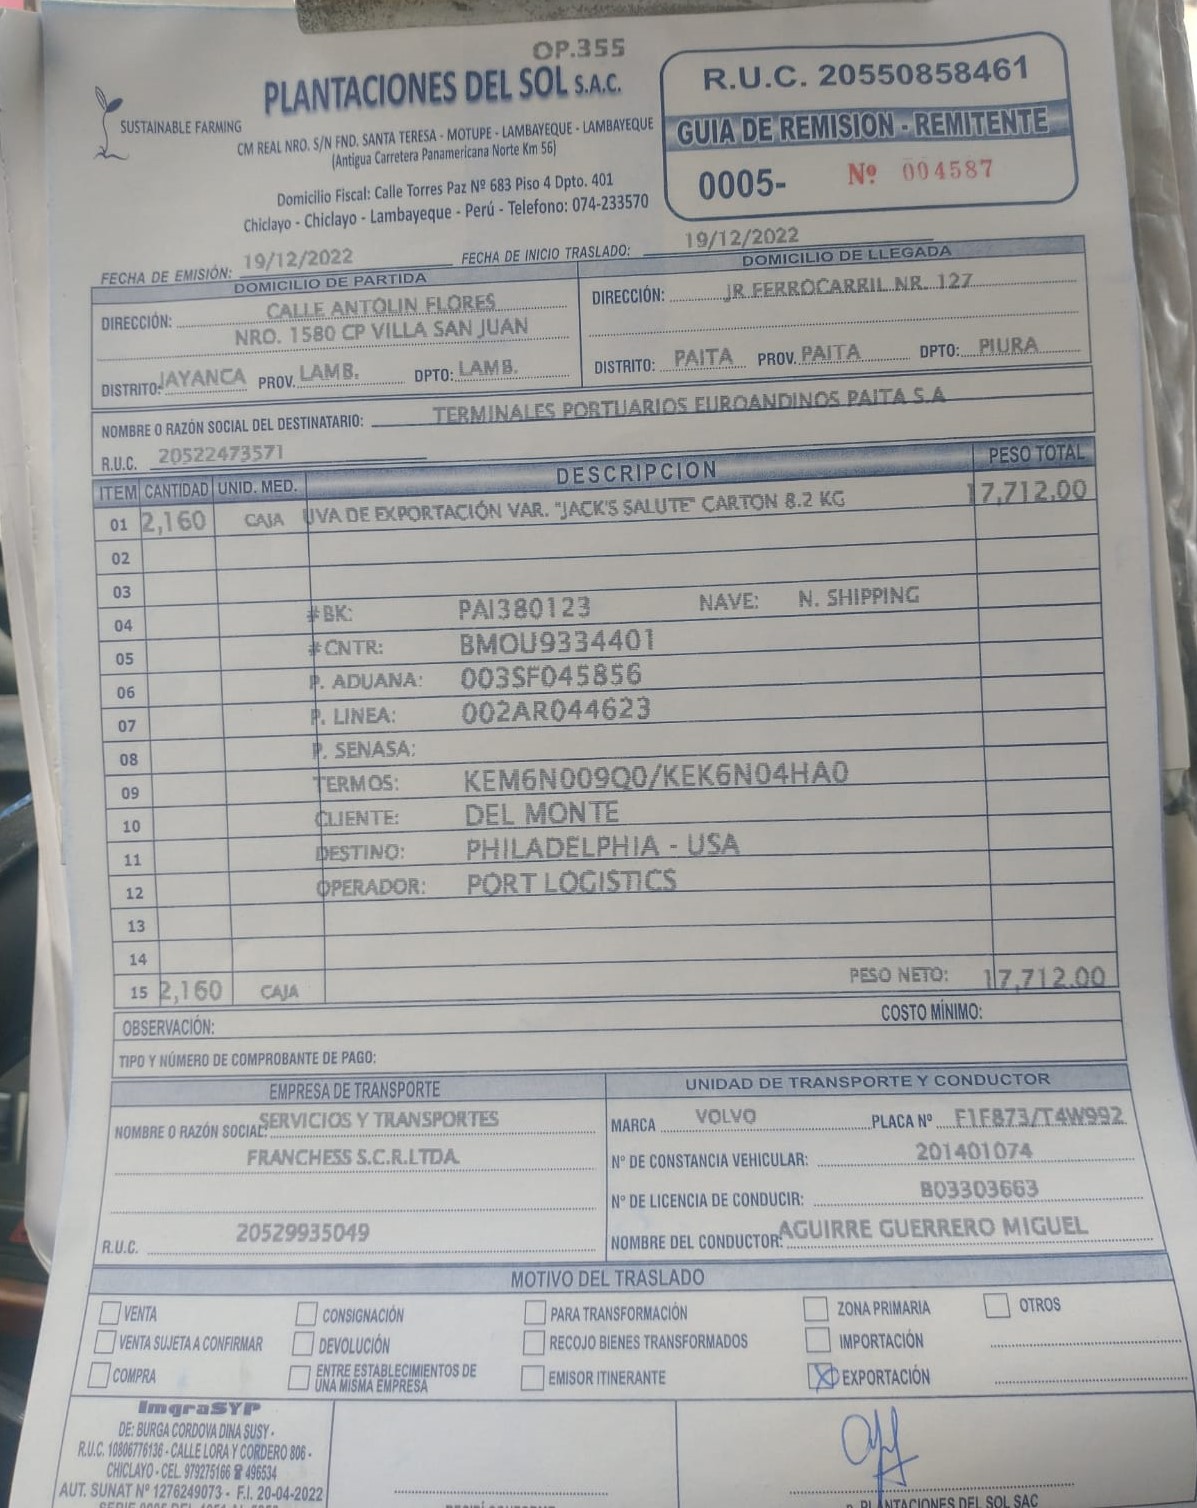 OP.355
PLANTACIONES DEL SOL S.A.C.
SUSTAINABLE FARMING
CM REAL NRO. S/N FND. SANTA TERESA - MOTUPE - LAMBAYEQUE - LAMBAYEQUE
(Antigua Carretera Panamericana Norte Km 56)
Domicilio Fiscal: Calle Torres Paz Nº 683 Piso 4 Dpto. 401
Chiclayo - Chiclayo - Lambayeque - Perú - Telefono: 074-233570
R.U.C. 20550858461
GUIA DE REMISION - REMITENTE
0005- Nº 004587
FECHA DE EMISIÓN: 19/12/2022 FECHA DE INICIO TRASLADO: 19/12/2022
DOMICILIO DE PARTIDA
DIRECCIÓN: CALLE ANTOLIN FLORES
NRO. 1580 CP VILLA SAN JUAN
DISTRITO: JAYANCA PROV. LAMB. DPTO: LAMB.
DOMICILIO DE LLEGADA
DIRECCIÓN: JR FERROCARRIL NR. 127
DISTRITO: PAITA PROV. PAITA DPTO: PIURA
NOMBRE O RAZÓN SOCIAL DEL DESTINATARIO: TERMINALES PORTUARIOS EUROANDINOS PAITA S.A
R.U.C. 20522473571
ITEM CANTIDAD UNID. MED. DESCRIPCION PESO TOTAL
01 2,160 CAJA UVA DE EXPORTACIÓN VAR. "JACK'S SALUTE" CARTON 8.2 KG 17,712.00
02
03
04 #BK: PAI380123 NAVE: N. SHIPPING
05 #CNTR: BMOU9334401
06 P. ADUANA: 003SF045856
07 P. LINEA: 002AR044623
08 P. SENASA:
09 TERMOS: KEM6N009Q0/KEK6N04HA0
10 CLIENTE: DEL MONTE
11 DESTINO: PHILADELPHIA - USA
12 OPERADOR: PORT LOGISTICS
13
14
15 2,160 CAJA PESO NETO: 17,712.00
OBSERVACIÓN: COSTO MÍNIMO:
TIPO Y NÚMERO DE COMPROBANTE DE PAGO:
EMPRESA DE TRANSPORTE
NOMBRE O RAZÓN SOCIAL: SERVICIOS Y TRANSPORTES
FRANCHESS S.C.R.LTDA.
R.U.C. 20529935049
UNIDAD DE TRANSPORTE Y CONDUCTOR
MARCA VOLVO PLACA Nº F1F873/T4W992
Nº DE CONSTANCIA VEHICULAR: 201401074
Nº DE LICENCIA DE CONDUCIR: B03303663
NOMBRE DEL CONDUCTOR: AGUIRRE GUERRERO MIGUEL
MOTIVO DEL TRASLADO
VENTA CONSIGNACIÓN PARA TRANSFORMACIÓN ZONA PRIMARIA OTROS
VENTA SUJETA A CONFIRMAR DEVOLUCIÓN RECOJO BIENES TRANSFORMADOS IMPORTACIÓN
COMPRA ENTRE ESTABLECIMIENTOS DE UNA MISMA EMPRESA EMISOR ITINERANTE X EXPORTACIÓN
ImgraSYP
DE: BURGA CORDOVA DINA SUSY -
R.U.C. 10806776136 - CALLE LORA Y CORDERO 806 -
CHICLAYO - CEL. 979275166 ☎ 496534
AUT. SUNAT Nº 1276249073 - F.I. 20-04-2022
PLANTACIONES DEL SOL SAC